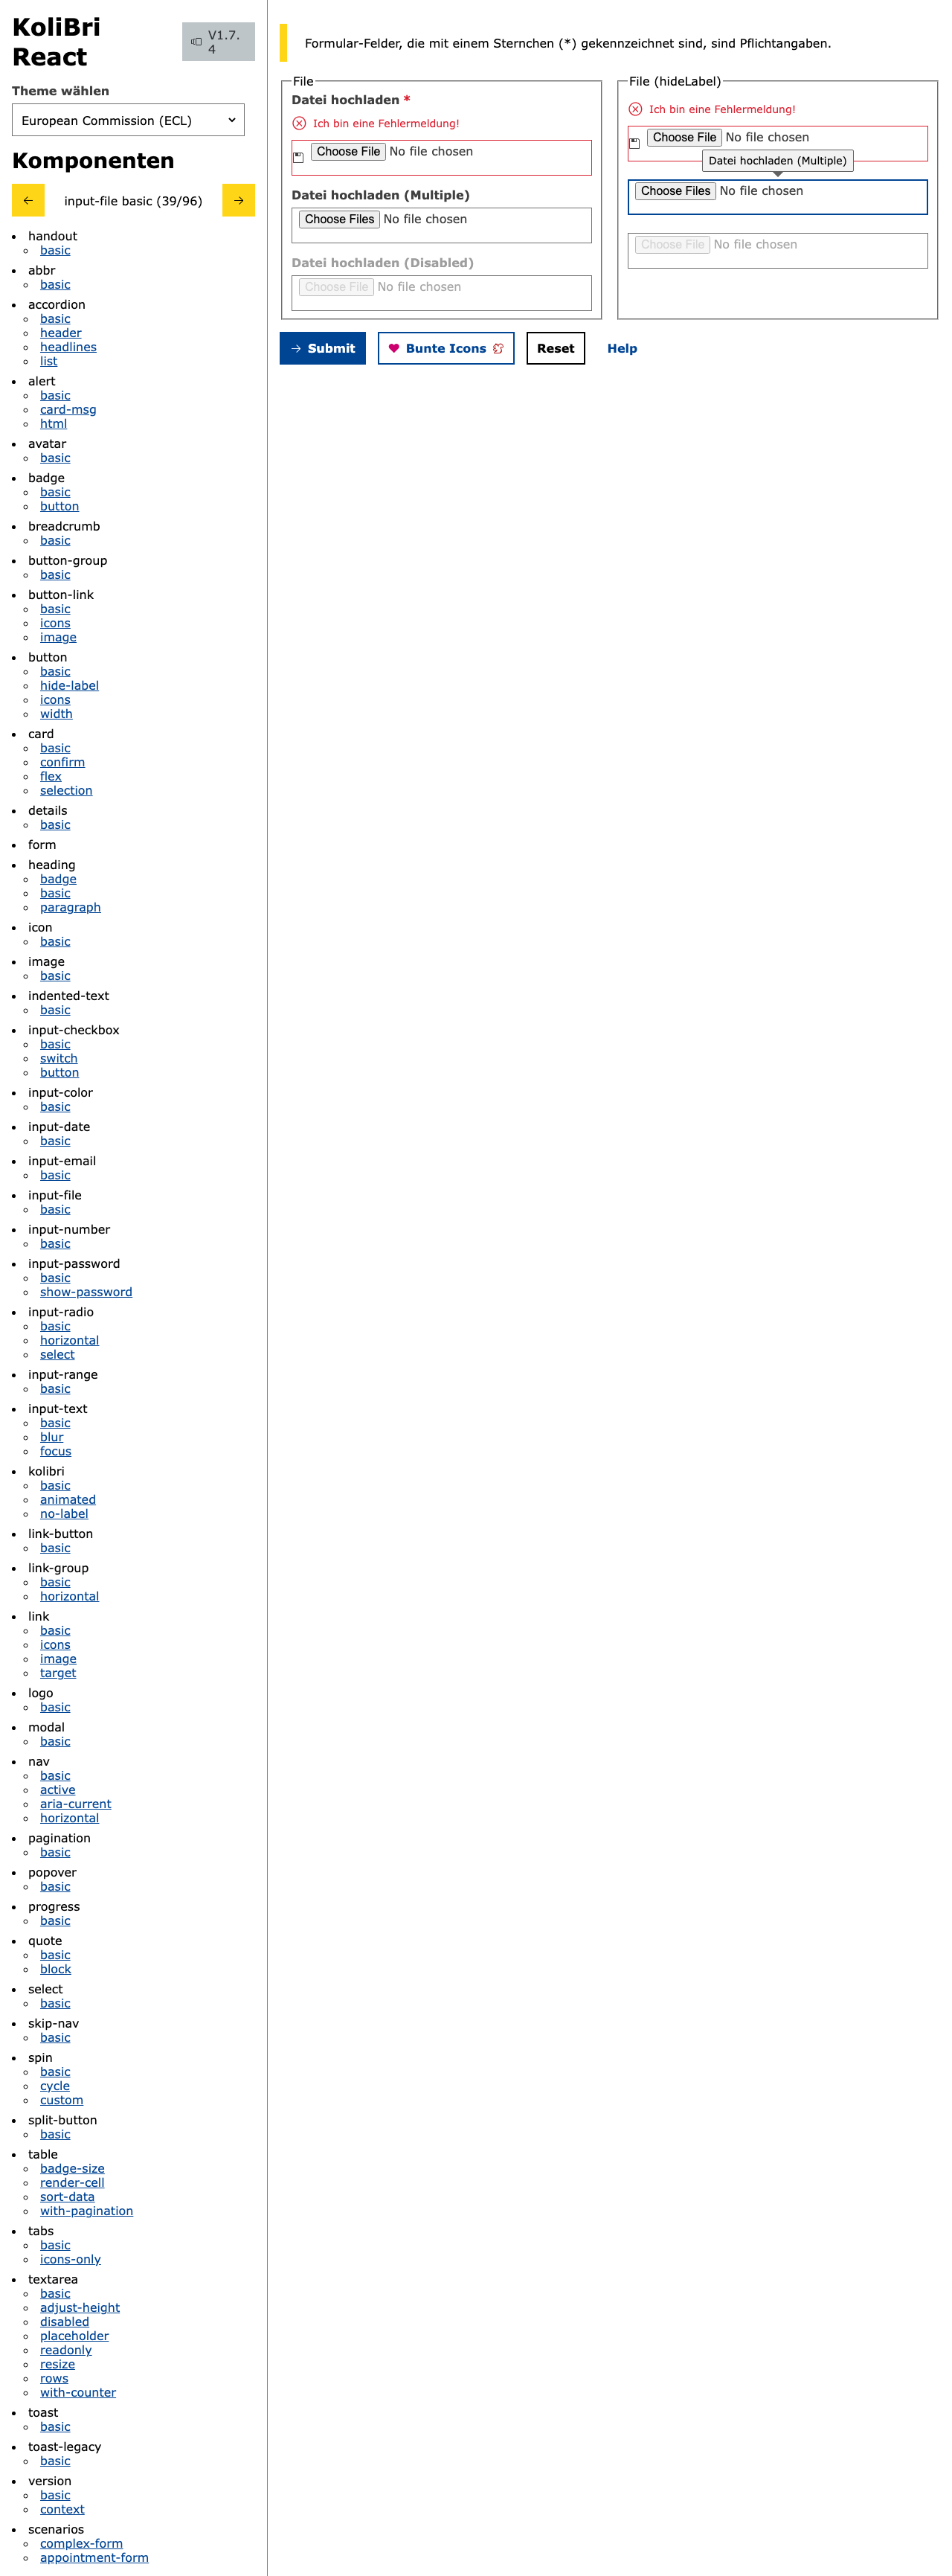 KoliBri
React
V1.7.
4
Theme wählen
European Commission (ECL)
Komponenten
input-file basic (39/96)
handout
basic
abbr
basic
accordion
basic
header
headlines
list
alert
basic
card-msg
html
avatar
basic
badge
basic
button
breadcrumb
basic
button-group
basic
button-link
basic
icons
image
button
basic
hide-label
icons
width
card
basic
confirm
flex
selection
details
basic
form
heading
badge
basic
paragraph
icon
basic
image
basic
indented-text
basic
input-checkbox
basic
switch
button
input-color
basic
input-date
basic
input-email
basic
input-file
basic
input-number
basic
input-password
basic
show-password
input-radio
basic
horizontal
select
input-range
basic
input-text
basic
blur
focus
kolibri
basic
animated
no-label
link-button
basic
link-group
basic
horizontal
link
basic
icons
image
target
logo
basic
modal
basic
nav
basic
active
aria-current
horizontal
pagination
basic
popover
basic
progress
basic
quote
basic
block
select
basic
skip-nav
basic
spin
basic
cycle
custom
split-button
basic
table
badge-size
render-cell
sort-data
with-pagination
tabs
basic
icons-only
textarea
basic
adjust-height
disabled
placeholder
readonly
resize
rows
with-counter
toast
basic
toast-legacy
basic
version
basic
context
scenarios
complex-form
appointment-form
Formular-Felder, die mit einem Sternchen (*) gekennzeichnet sind, sind Pflichtangaben.
File
Datei hochladen *
Ich bin eine Fehlermeldung!
Choose File No file chosen
Datei hochladen (Multiple)
Choose Files No file chosen
Datei hochladen (Disabled)
Choose File No file chosen
File (hideLabel)
Ich bin eine Fehlermeldung!
Choose File No file chosen
Datei hochladen (Multiple)
Choose Files No file chosen
Choose File No file chosen
Submit
Bunte Icons
Reset
Help